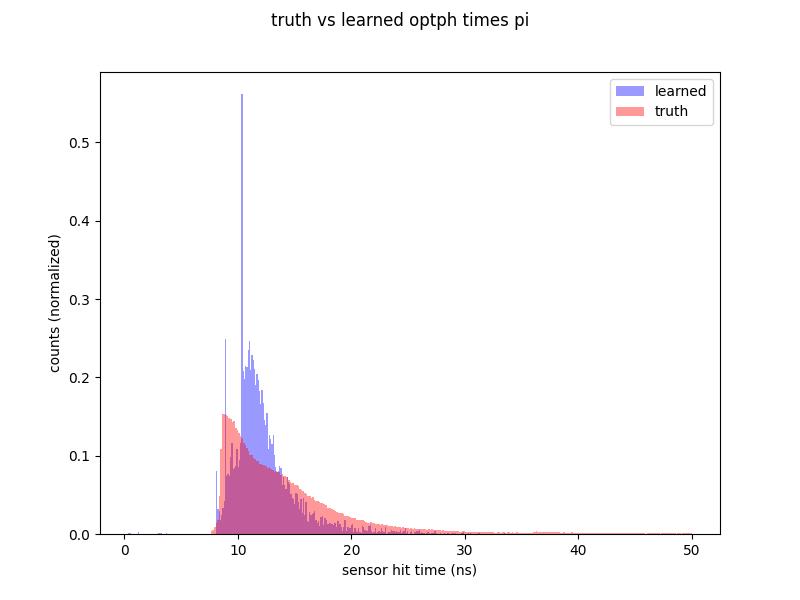 truth vs learned optph times pi
learned
truth
counts (normalized)
0.5
0.4
0.3
0.2
0.1
0.0
0
10
20
30
40
50
sensor hit time (ns)